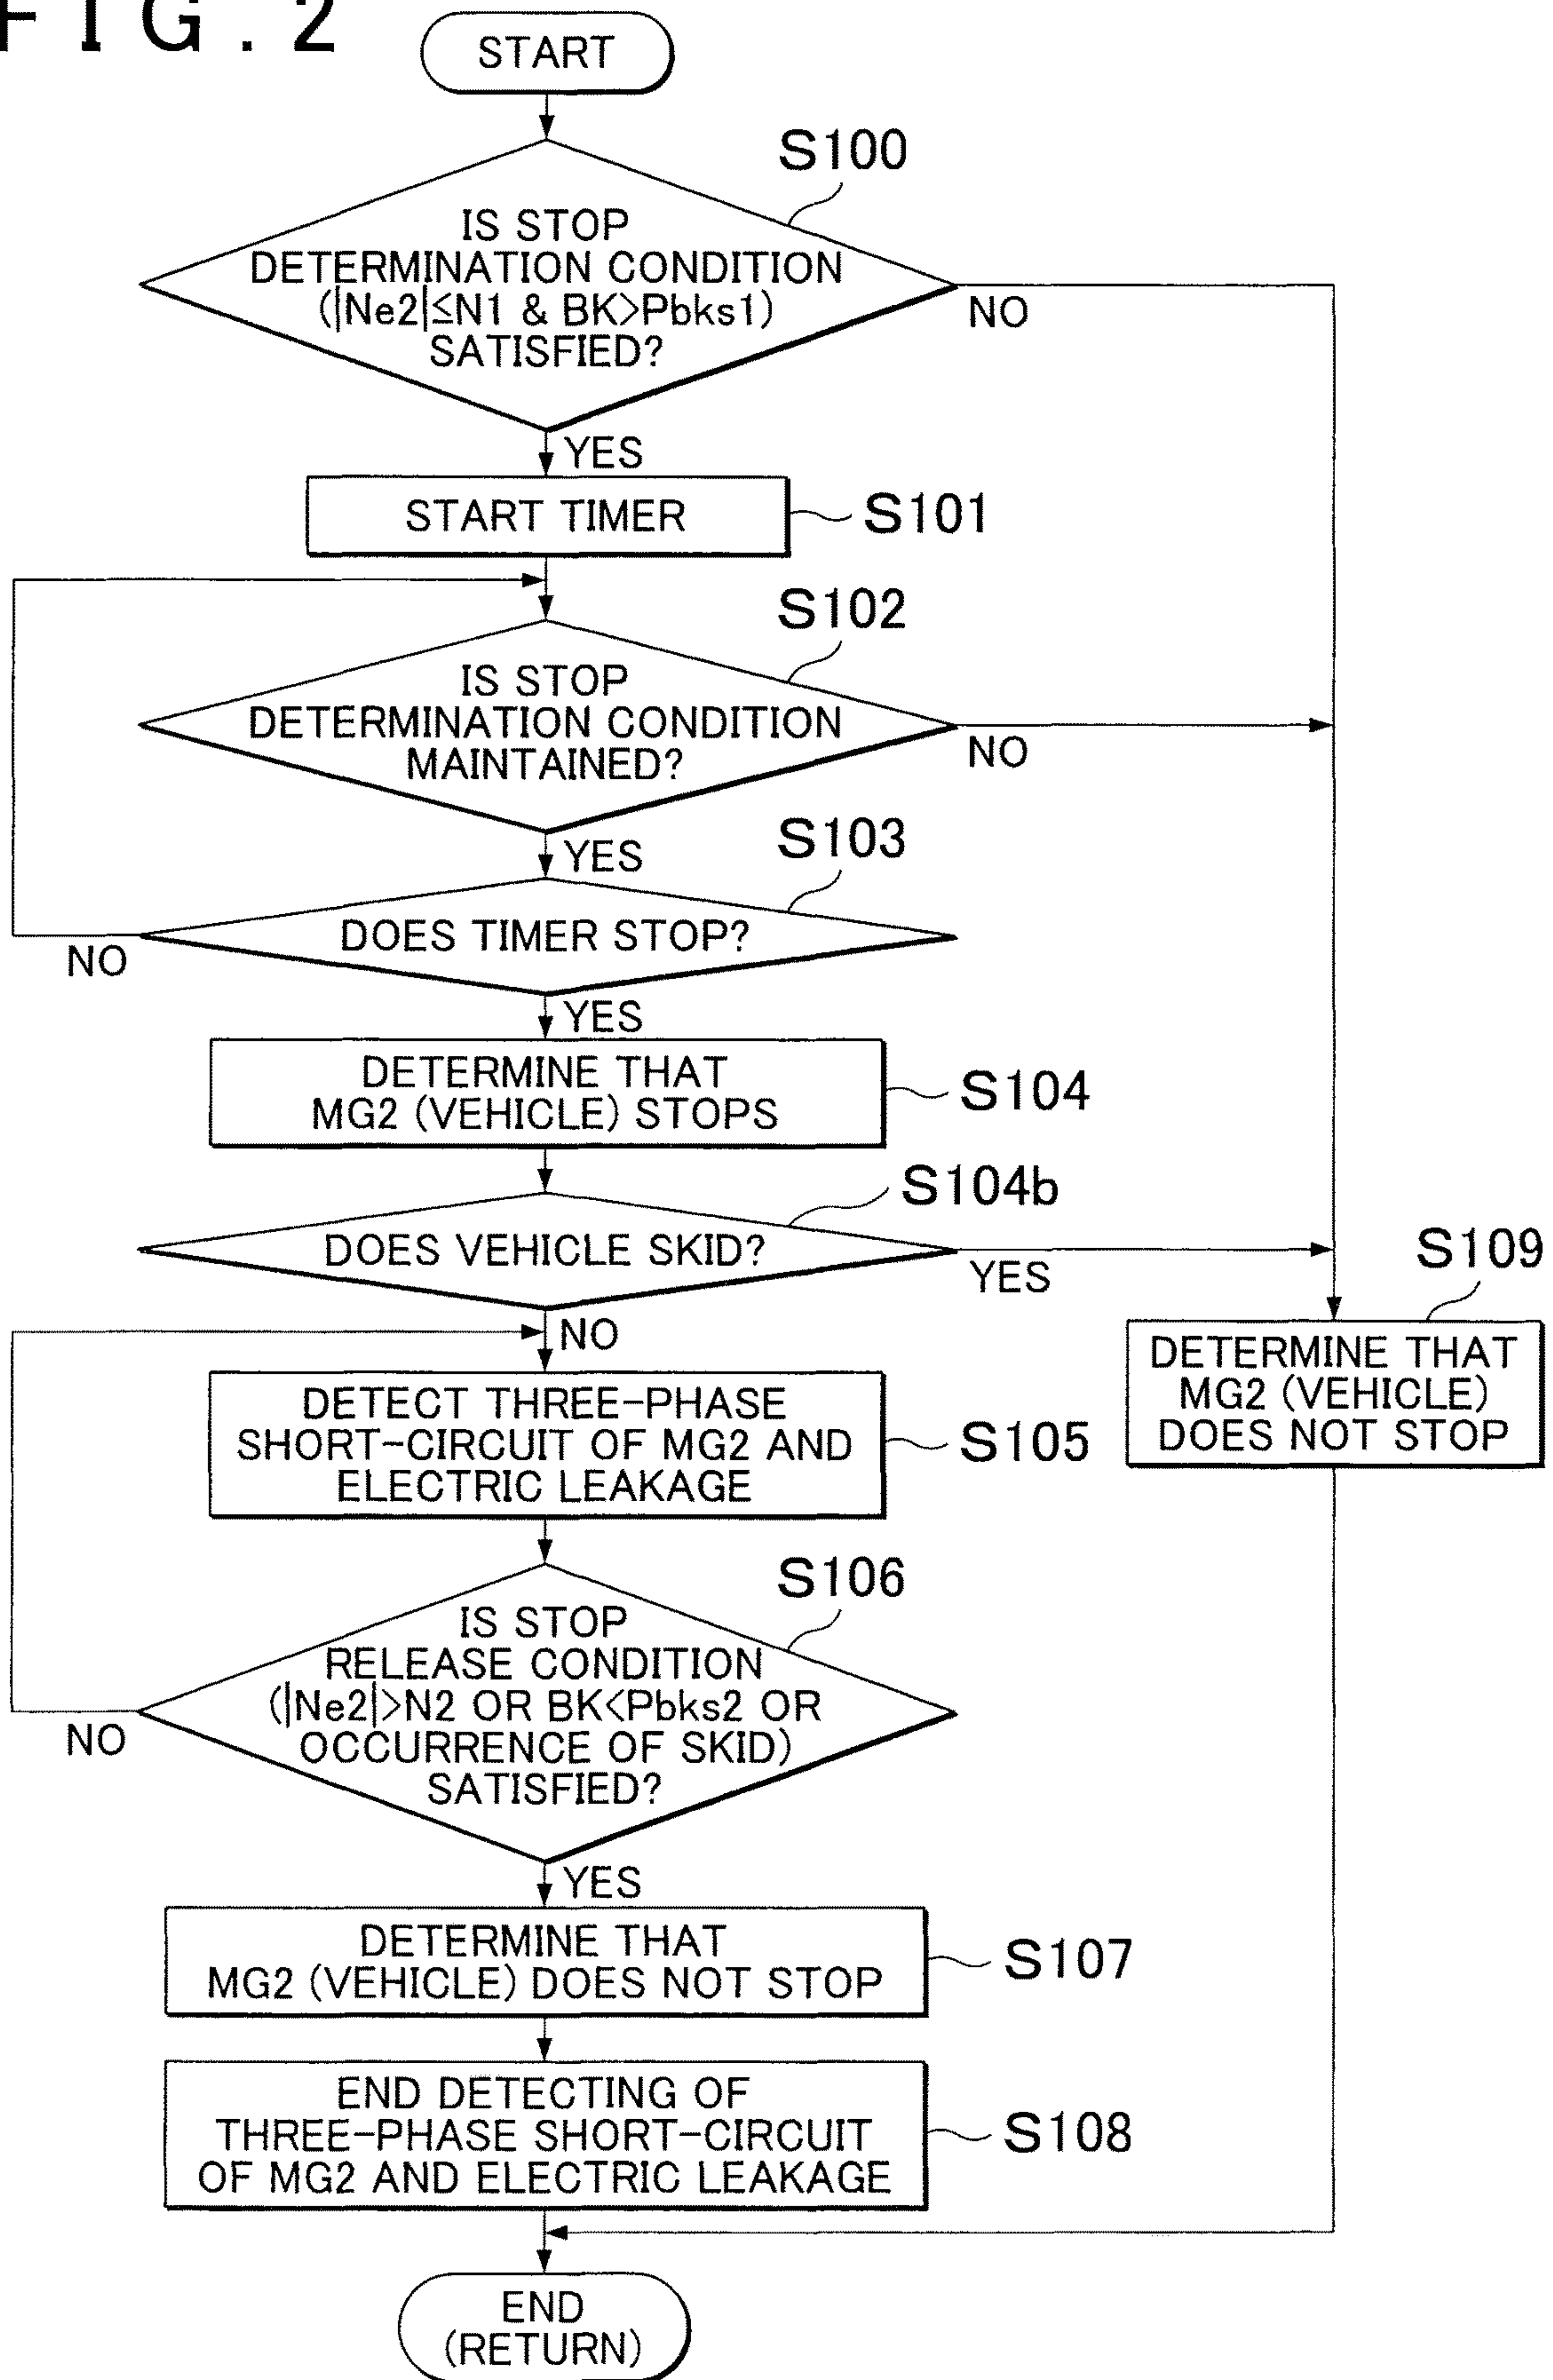 FIG.2
START
S100
IS STOP
DETERMINATION CONDITION
(|Ne2|≤N1 & BK>Pbks1)
SATISFIED?
NO
YES
START TIMER
S101
S102
IS STOP
DETERMINATION CONDITION
MAINTAINED?
NO
YES
S103
DOES TIMER STOP?
NO
YES
DETERMINE THAT
MG2 (VEHICLE) STOPS
S104
S104b
DOES VEHICLE SKID?
YES
NO
S109
DETERMINE THAT
MG2 (VEHICLE)
DOES NOT STOP
DETECT THREE-PHASE
SHORT-CIRCUIT OF MG2 AND
ELECTRIC LEAKAGE
S105
S106
IS STOP
RELEASE CONDITION
(|Ne2|>N2 OR BK<Pbks2 OR
OCCURRENCE OF SKID)
SATISFIED?
NO
YES
DETERMINE THAT
MG2 (VEHICLE) DOES NOT STOP
S107
END DETECTING OF
THREE-PHASE SHORT-CIRCUIT
OF MG2 AND ELECTRIC LEAKAGE
S108
END
(RETURN)